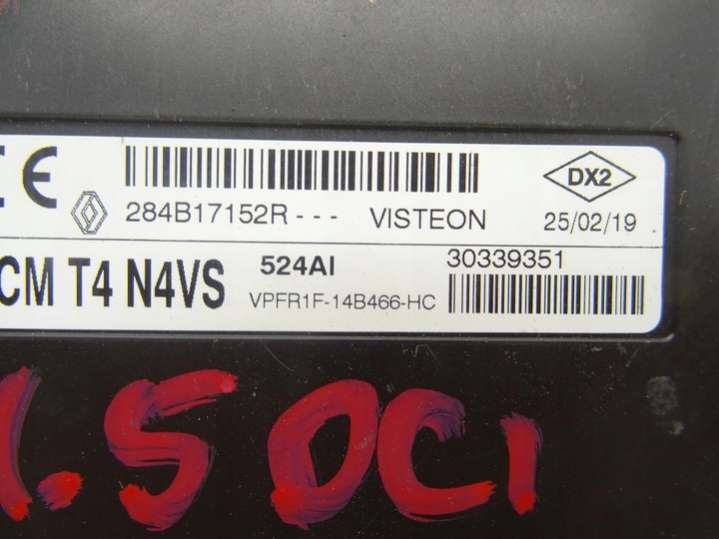 CE
284B17152R--- VISTEON
DX2
25/02/19
CM T4 N4VS
524AI
30339351
VPFR1F-14B466-HC
1.5 DCI